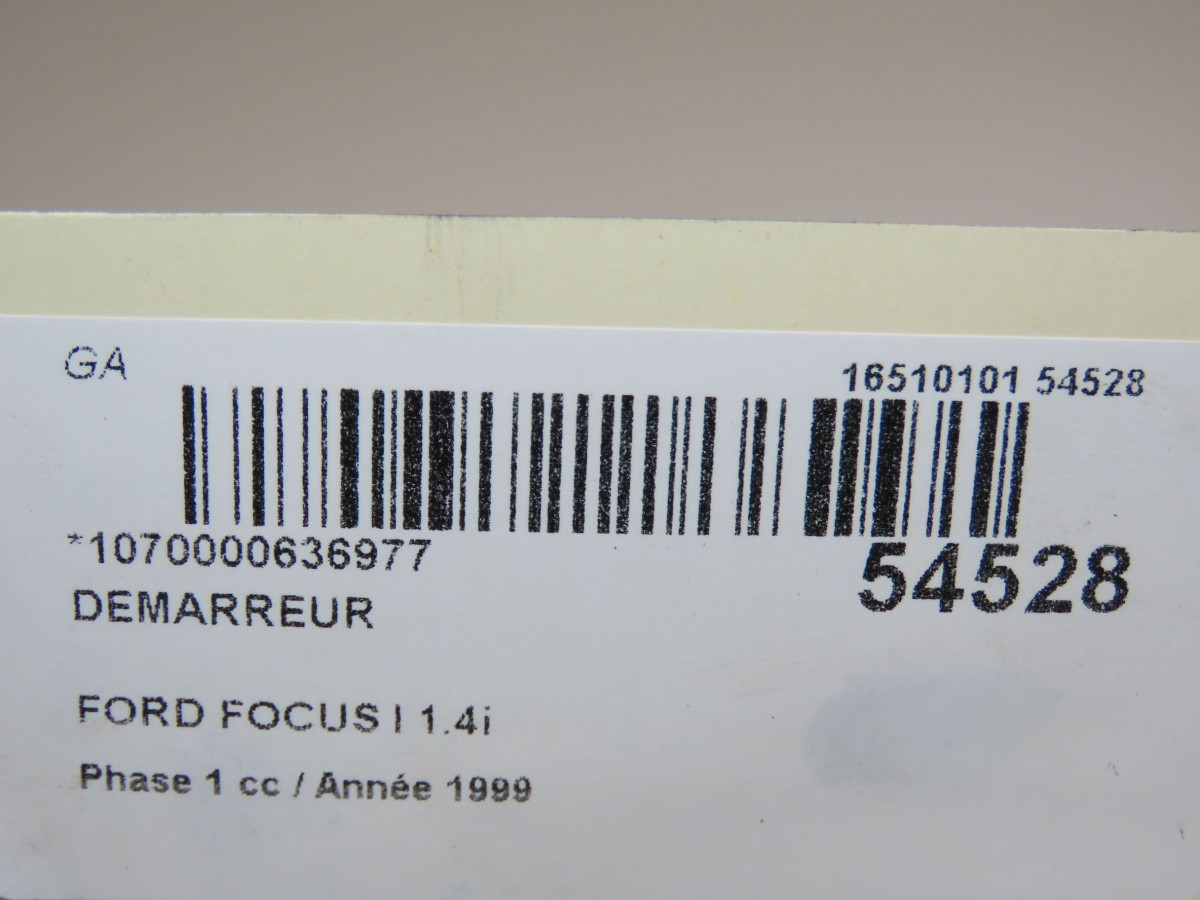 GA
16510101 54528
*1070000636977
54528
DEMARREUR
FORD FOCUS I 1.4i
Phase 1 cc / Année 1999